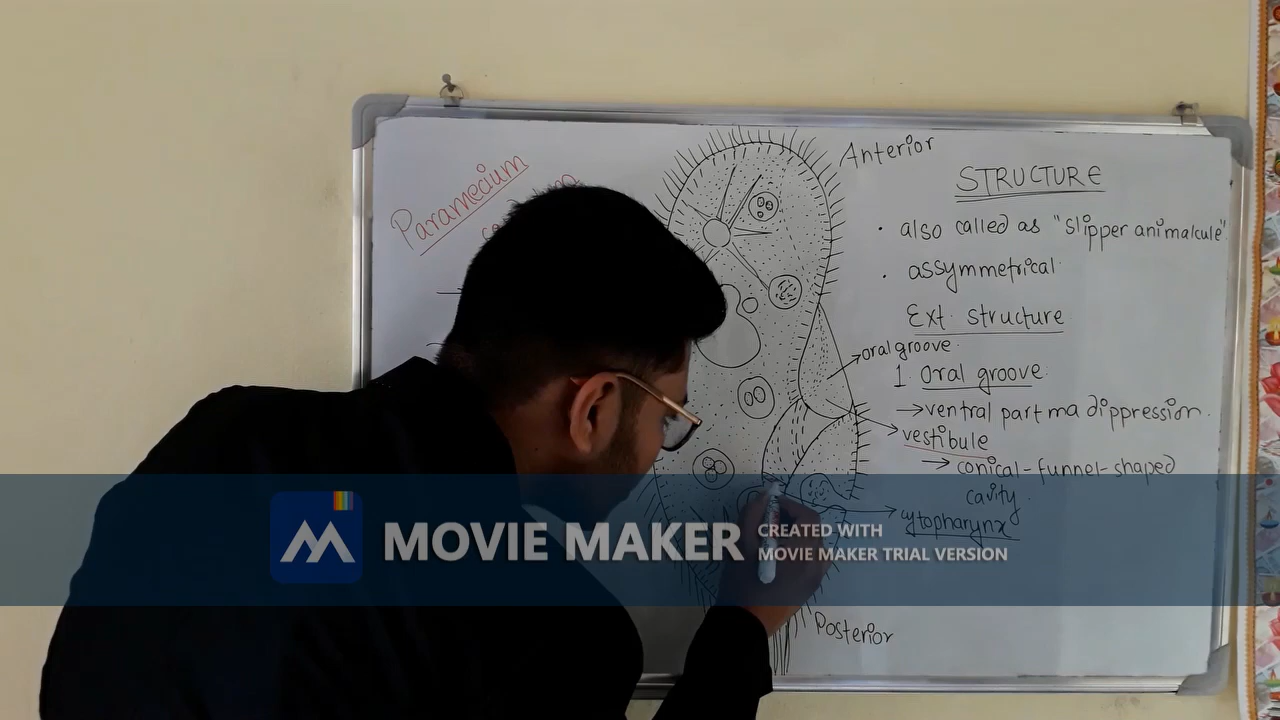 Paramecium
Anterior
STRUCTURE
• also called as "slipper animalcule"
• assymmetrical
Ext. structure
oral groove
1 Oral groove
→ ventral part ma dippression.
vestibule
→ conical-funnel-shaped
cavity.
cytopharynx
MOVIE MAKER
CREATED WITH
MOVIE MAKER TRIAL VERSION
Posterior